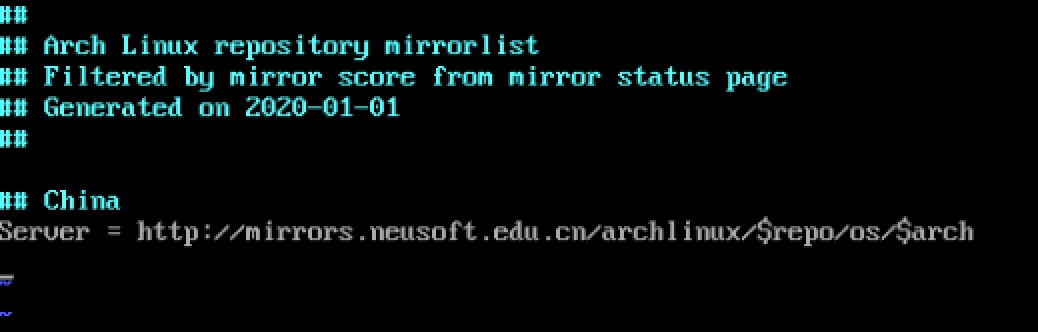 ##
## Arch Linux repository mirrorlist
## Filtered by mirror score from mirror status page
## Generated on 2020-01-01
##
## China
Server = http://mirrors.neusoft.edu.cn/archlinux/$repo/os/$arch
~
~